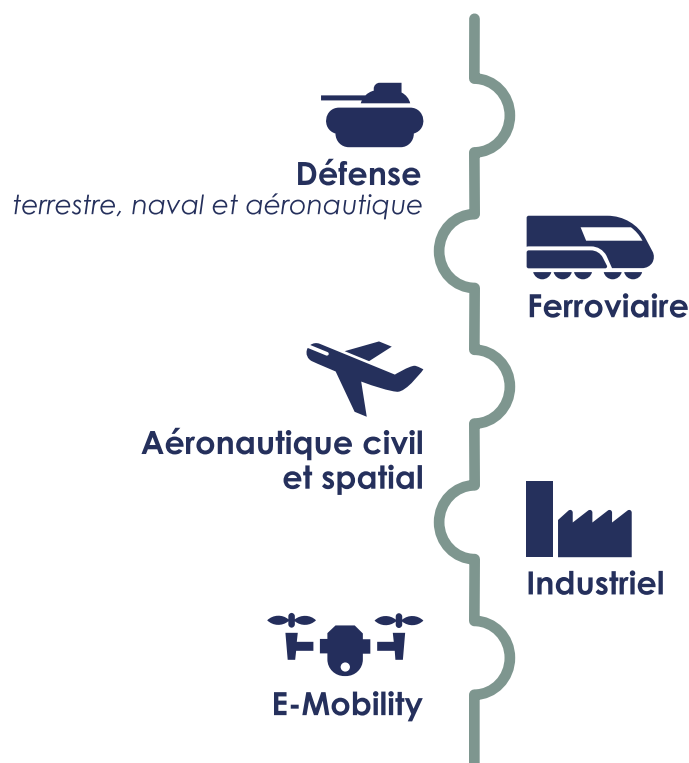 Défense
terrestre, naval et aéronautique
Ferroviaire
Aéronautique civil
et spatial
Industriel
E-Mobility